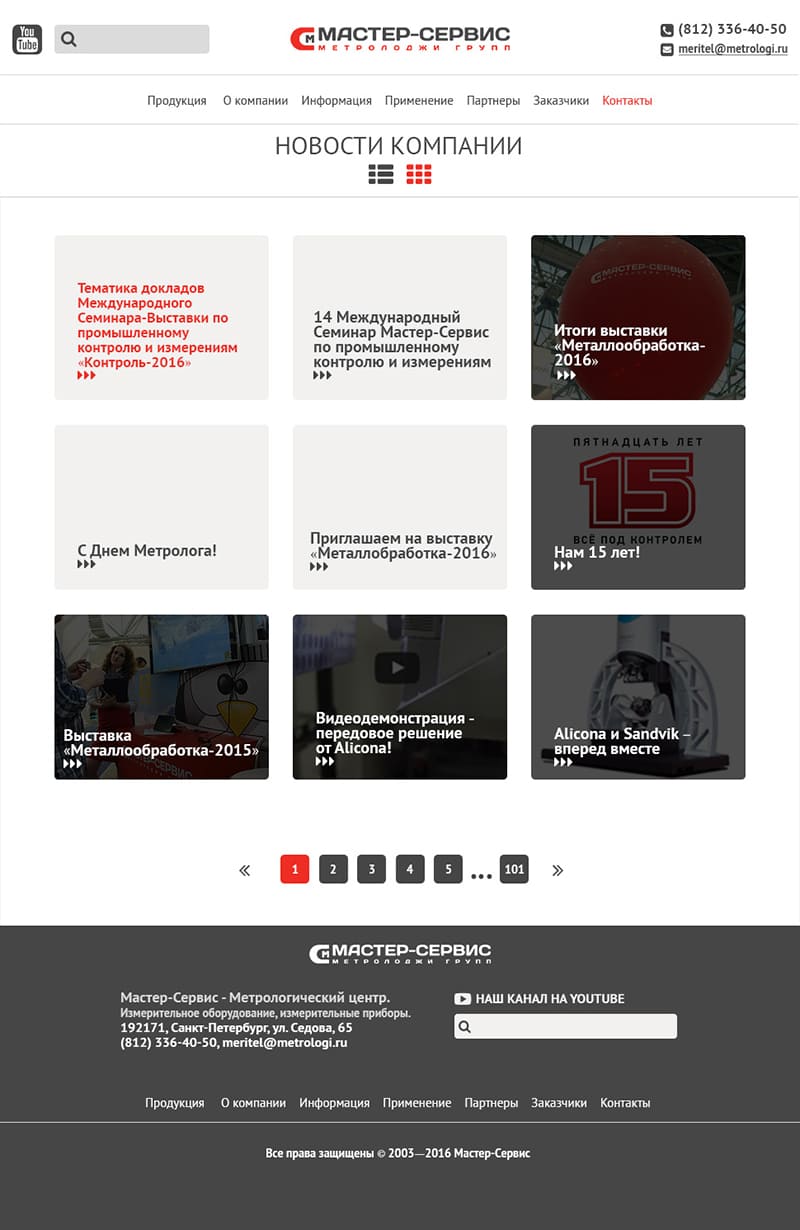 You
Tube
МАСТЕР-СЕРВИС
МЕТРОЛОДЖИ ГРУПП
(812) 336-40-50
meritel@metrologi.ru
Продукция О компании Информация Применение Партнеры Заказчики Контакты
НОВОСТИ КОМПАНИИ
Тематика докладов
Международного
Семинара-Выставки по
промышленному
контролю и измерениям
«Контроль-2016»
14 Международный
Семинар Мастер-Сервис
по промышленному
контролю и измерениям
МАСТЕР-СЕРВИС
Итоги выставки
«Металлообработка-
2016»
С Днем Метролога!
Приглашаем на выставку
«Металлобработка-2016»
ПЯТНАДЦАТЬ ЛЕТ
15
ВСЁ ПОД КОНТРОЛЕМ
Нам 15 лет!
Выставка
«Металлообработка-2015»
Видеодемонстрация -
передовое решение
от Alicona!
Alicona и Sandvik –
вперед вместе
« 1 2 3 4 5 ... 101 »
МАСТЕР-СЕРВИС
МЕТРОЛОДЖИ ГРУПП
Мастер-Сервис - Метрологический центр.
Измерительное оборудование, измерительные приборы.
192171, Санкт-Петербург, ул. Седова, 65
(812) 336-40-50, meritel@metrologi.ru
НАШ КАНАЛ НА YOUTUBE
Продукция О компании Информация Применение Партнеры Заказчики Контакты
Все права защищены © 2003—2016 Мастер-Сервис